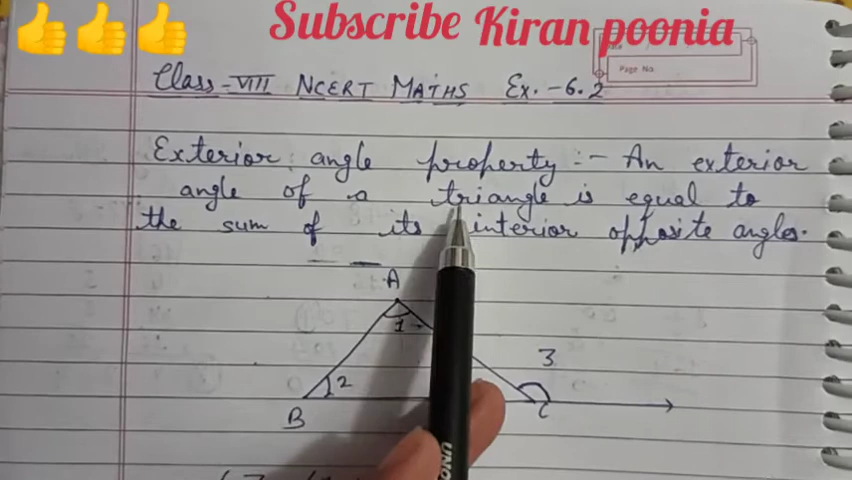 Subscribe Kiran poonia
Page No.
Class-VIII NCERT MATHS Ex.-6.2
Exterior angle property:- An exterior
angle of a triangle is equal to
the sum of its interior opposite angles.
A
1
3
2
B
C
UNO